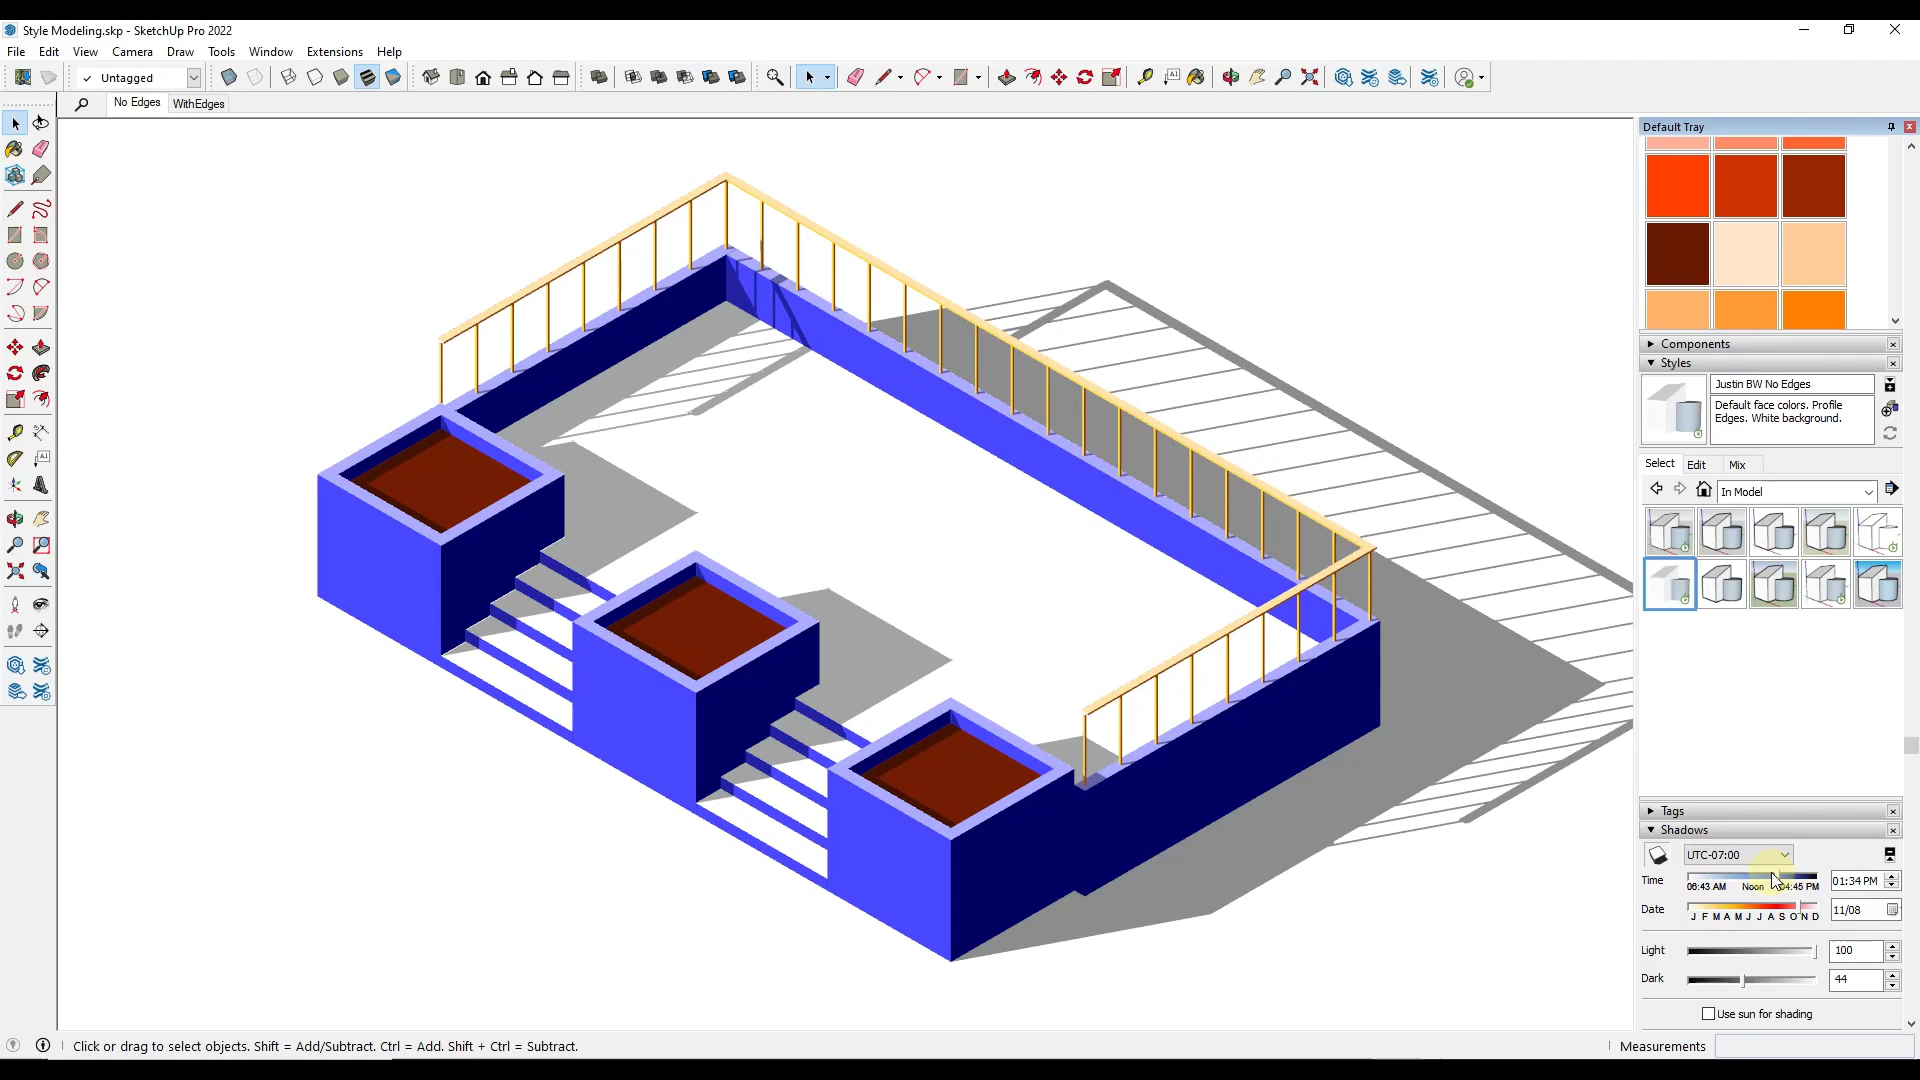 Style Modeling.skp - SketchUp Pro 2022
File Edit View Camera Draw Tools Window Extensions Help
Untagged
No Edges WithEdges
Default Tray
Components
Styles
Justin BW No Edges
Default face colors. Profile
Edges. White background.
Select Edit Mix
In Model
Tags
Shadows
UTC-07:00
Time 01:34 PM
06:43 AM Noon 04:45 PM
Date 11/08
J F M A M J J A S O N D
Light 100
Dark 44
Use sun for shading
Click or drag to select objects. Shift = Add/Subtract. Ctrl = Add. Shift + Ctrl = Subtract.
Measurements